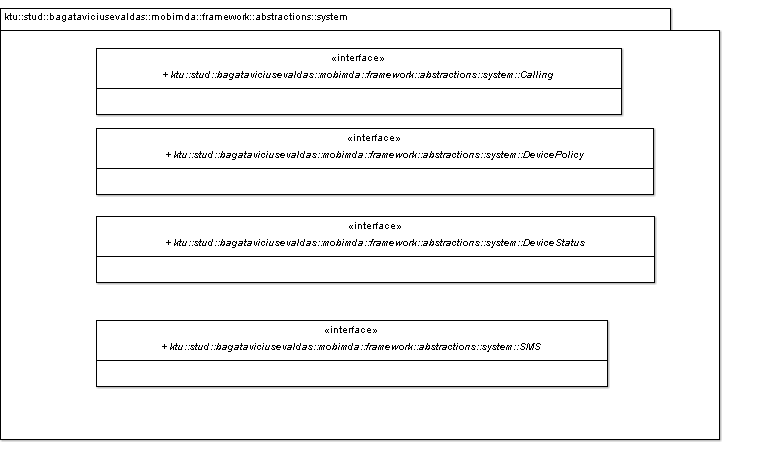 ktu::stud::bagataviciusevaldas::mobimda::framework::abstractions::system
«interface»
+ ktu::stud::bagataviciusevaldas::mobimda::framework::abstractions::system::Calling
«interface»
+ ktu::stud::bagataviciusevaldas::mobimda::framework::abstractions::system::DevicePolicy
«interface»
+ ktu::stud::bagataviciusevaldas::mobimda::framework::abstractions::system::DeviceStatus
«interface»
+ ktu::stud::bagataviciusevaldas::mobimda::framework::abstractions::system::SMS